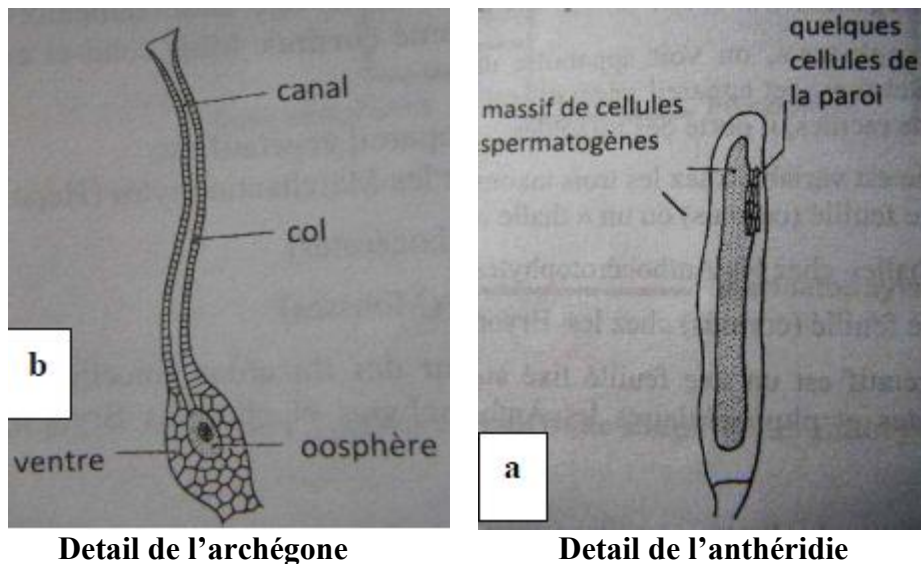 canal
col
b
ventre
oosphère
quelques
cellules de
la paroi
massif de cellules
spermatogènes
a
Detail de l’archégone
Detail de l’anthéridie